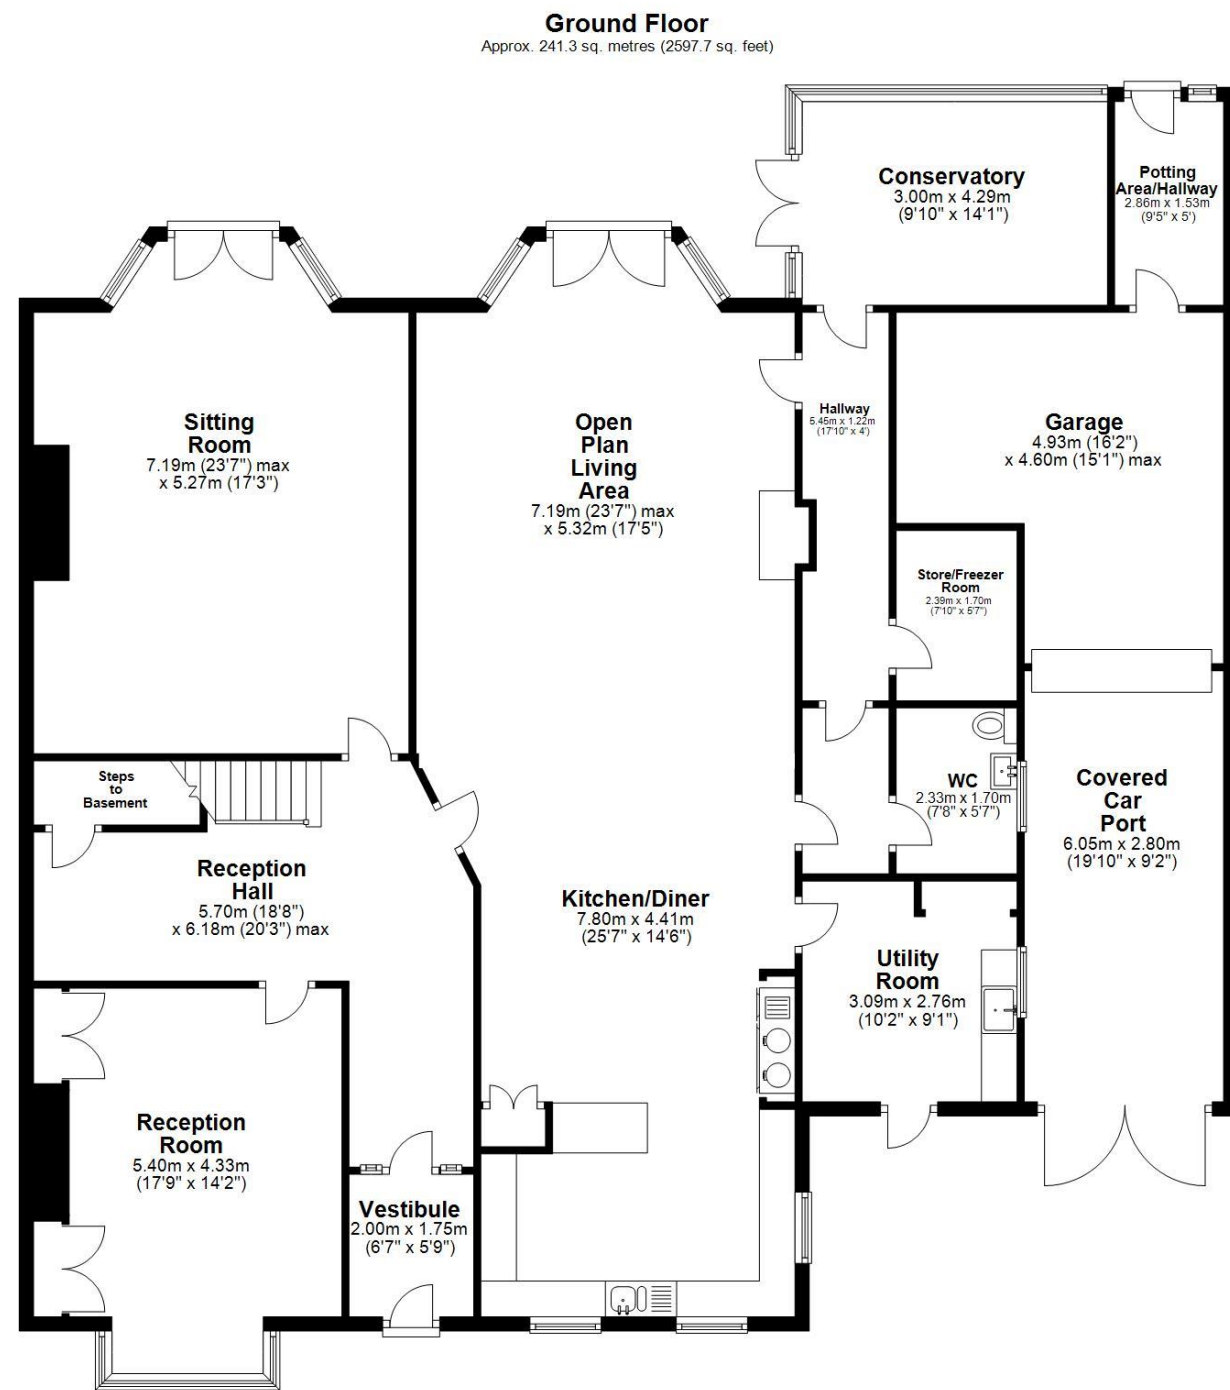 Ground Floor
Approx. 241.3 sq. metres (2597.7 sq. feet)
Conservatory
3.00m x 4.29m
(9'10" x 14'1")
Potting
Area/Hallway
2.86m x 1.53m
(9'5" x 5')
Sitting
Room
7.19m (23'7") max
x 5.27m (17'3")
Open
Plan
Living
Area
7.19m (23'7") max
x 5.32m (17'5")
Hallway
5.45m x 1.22m
(17'10" x 4')
Garage
4.93m (16'2")
x 4.60m (15'1") max
Store/Freezer
Room
2.39m x 1.70m
(7'10" x 5'7")
Steps
to
Basement
WC
2.33m x 1.70m
(7'8" x 5'7")
Covered
Car
Port
6.05m x 2.80m
(19'10" x 9'2")
Reception
Hall
5.70m (18'8")
x 6.18m (20'3") max
Kitchen/Diner
7.80m x 4.41m
(25'7" x 14'6")
Utility
Room
3.09m x 2.76m
(10'2" x 9'1")
Reception
Room
5.40m x 4.33m
(17'9" x 14'2")
Vestibule
2.00m x 1.75m
(6'7" x 5'9")